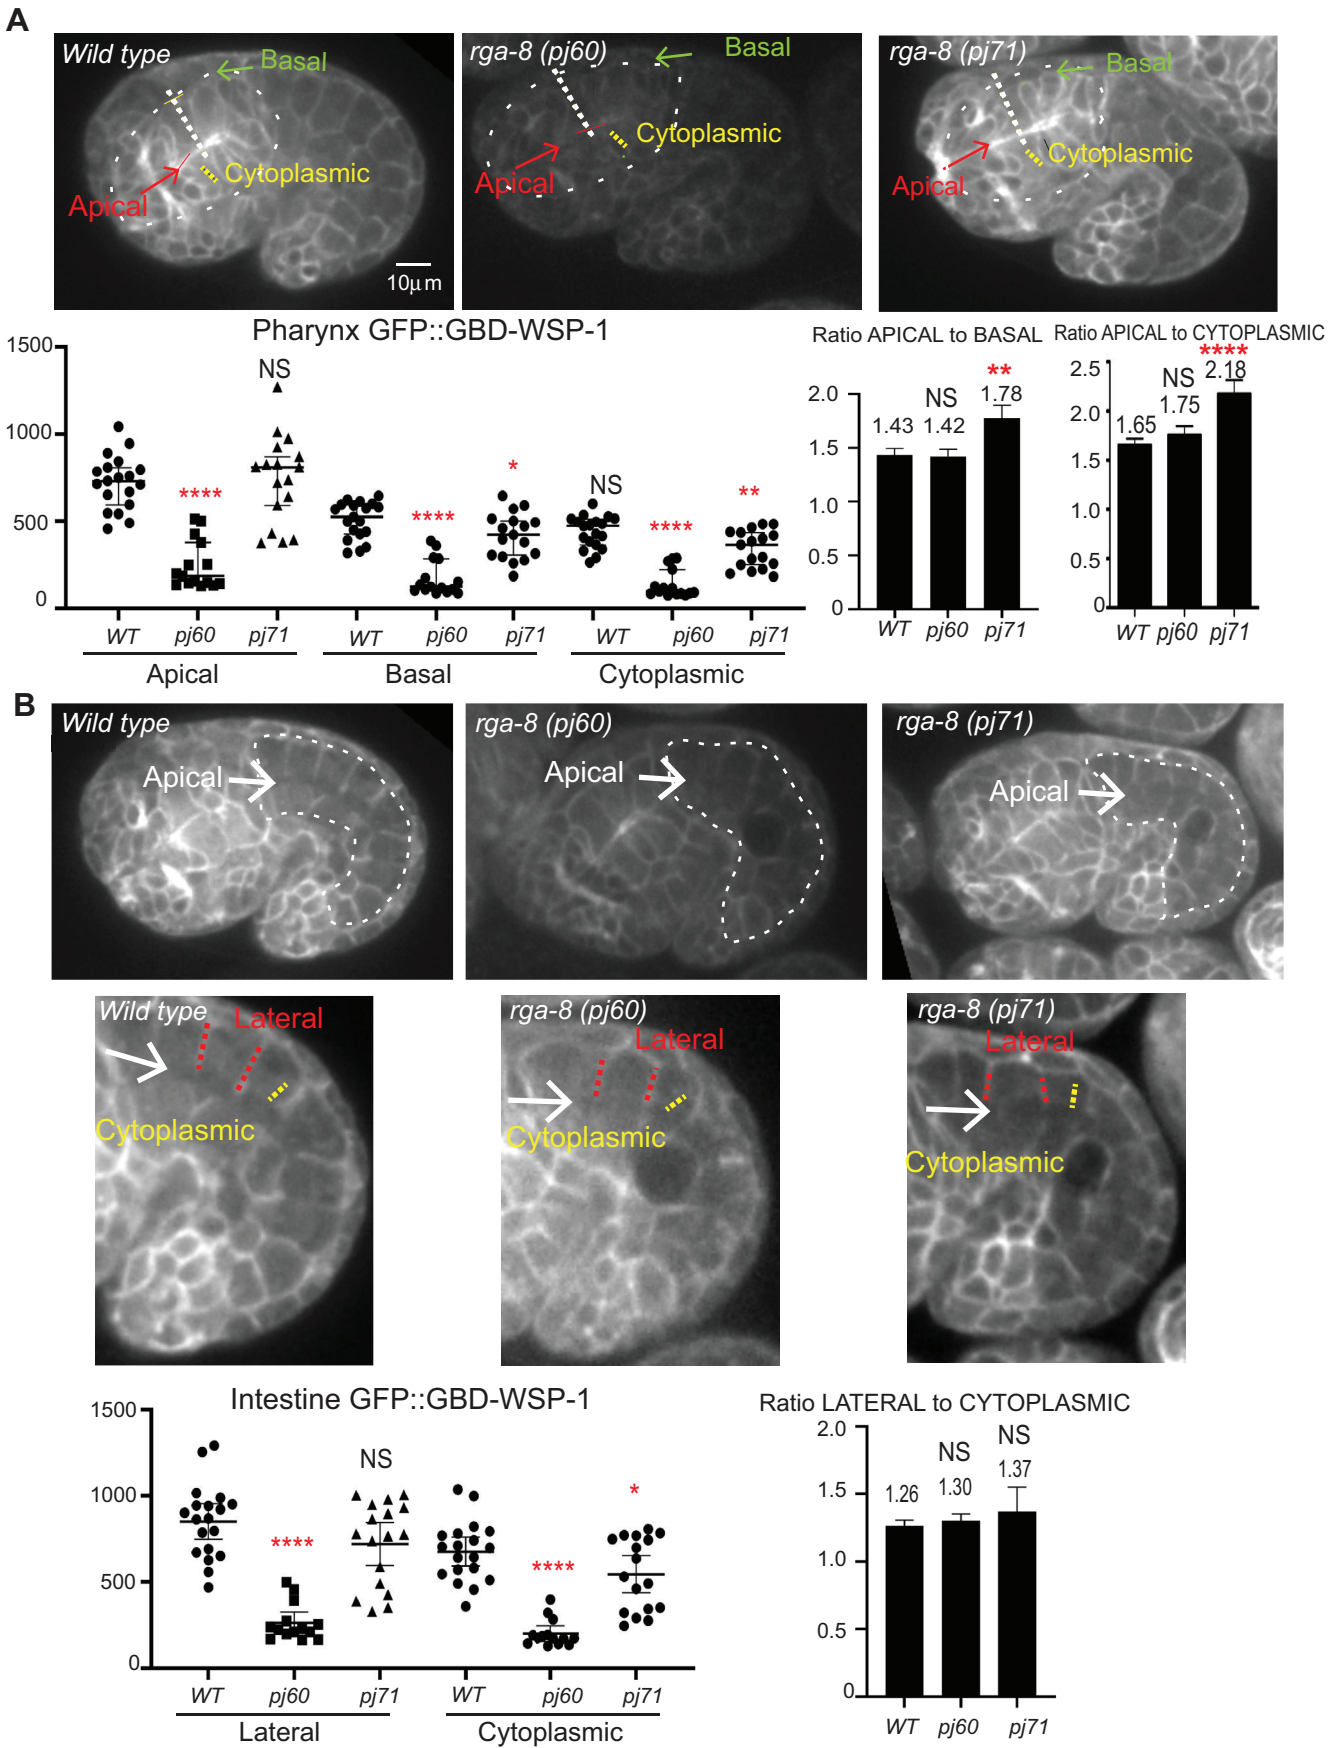 A
Wild type
Basal
Cytoplasmic
Apical
10µm
rga-8 (pj60)
Basal
Cytoplasmic
Apical
rga-8 (pj71)
Basal
Cytoplasmic
Apical
Pharynx GFP::GBD-WSP-1
1500
1000
500
0
****
NS
****
*
NS
****
**
WT pj60 pj71 WT pj60 pj71 WT pj60 pj71
Apical Basal Cytoplasmic
Ratio APICAL to BASAL
2.0
1.5
1.0
0.5
0
1.43
NS
1.42
**
1.78
WT pj60 pj71
Ratio APICAL to CYTOPLASMIC
2.5
2.0
1.5
1.0
0.5
0
1.65
NS
1.75
****
2.18
WT pj60 pj71
B
Wild type
Apical
rga-8 (pj60)
Apical
rga-8 (pj71)
Apical
Wild type
Lateral
Cytoplasmic
rga-8 (pj60)
Lateral
Cytoplasmic
rga-8 (pj71)
Lateral
Cytoplasmic
Intestine GFP::GBD-WSP-1
1500
1000
500
0
****
NS
****
*
WT pj60 pj71 WT pj60 pj71
Lateral Cytoplasmic
Ratio LATERAL to CYTOPLASMIC
2.0
1.5
1.0
0.5
0
1.26
NS
1.30
NS
1.37
WT pj60 pj71